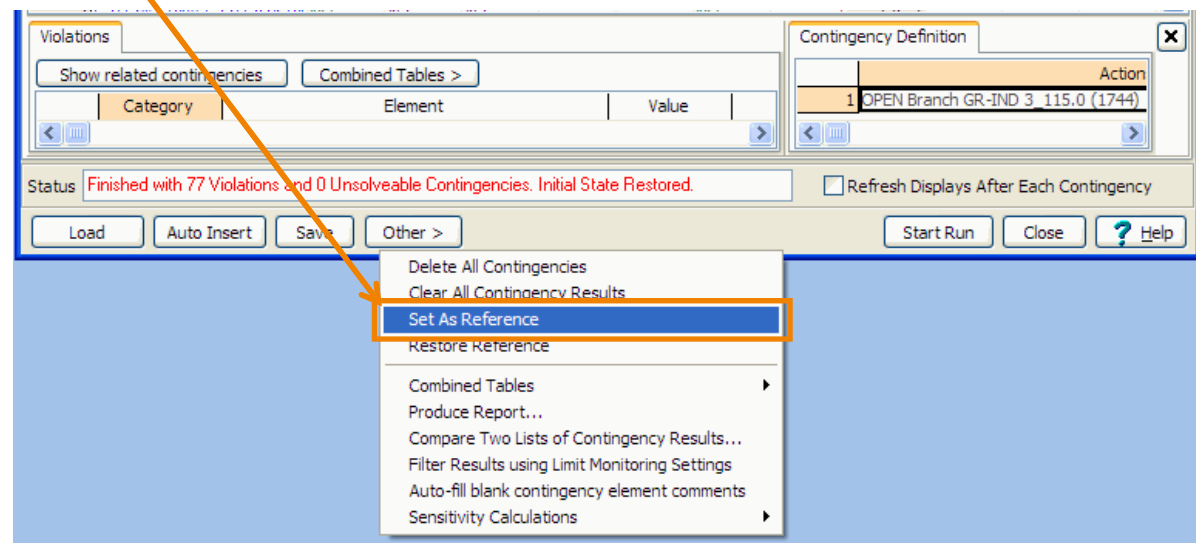 Violations
Contingency Definition
Show related contingencies
Combined Tables >
Action
Category
Element
Value
1 OPEN Branch GR-IND 3_115.0 (1744)
Status Finished with 77 Violations and 0 Unsolveable Contingencies. Initial State Restored.
Refresh Displays After Each Contingency
Load
Auto Insert
Save
Other >
Start Run
Close
? Help
Delete All Contingencies
Clear All Contingency Results
Set As Reference
Restore Reference
Combined Tables
Produce Report...
Compare Two Lists of Contingency Results...
Filter Results using Limit Monitoring Settings
Auto-fill blank contingency element comments
Sensitivity Calculations